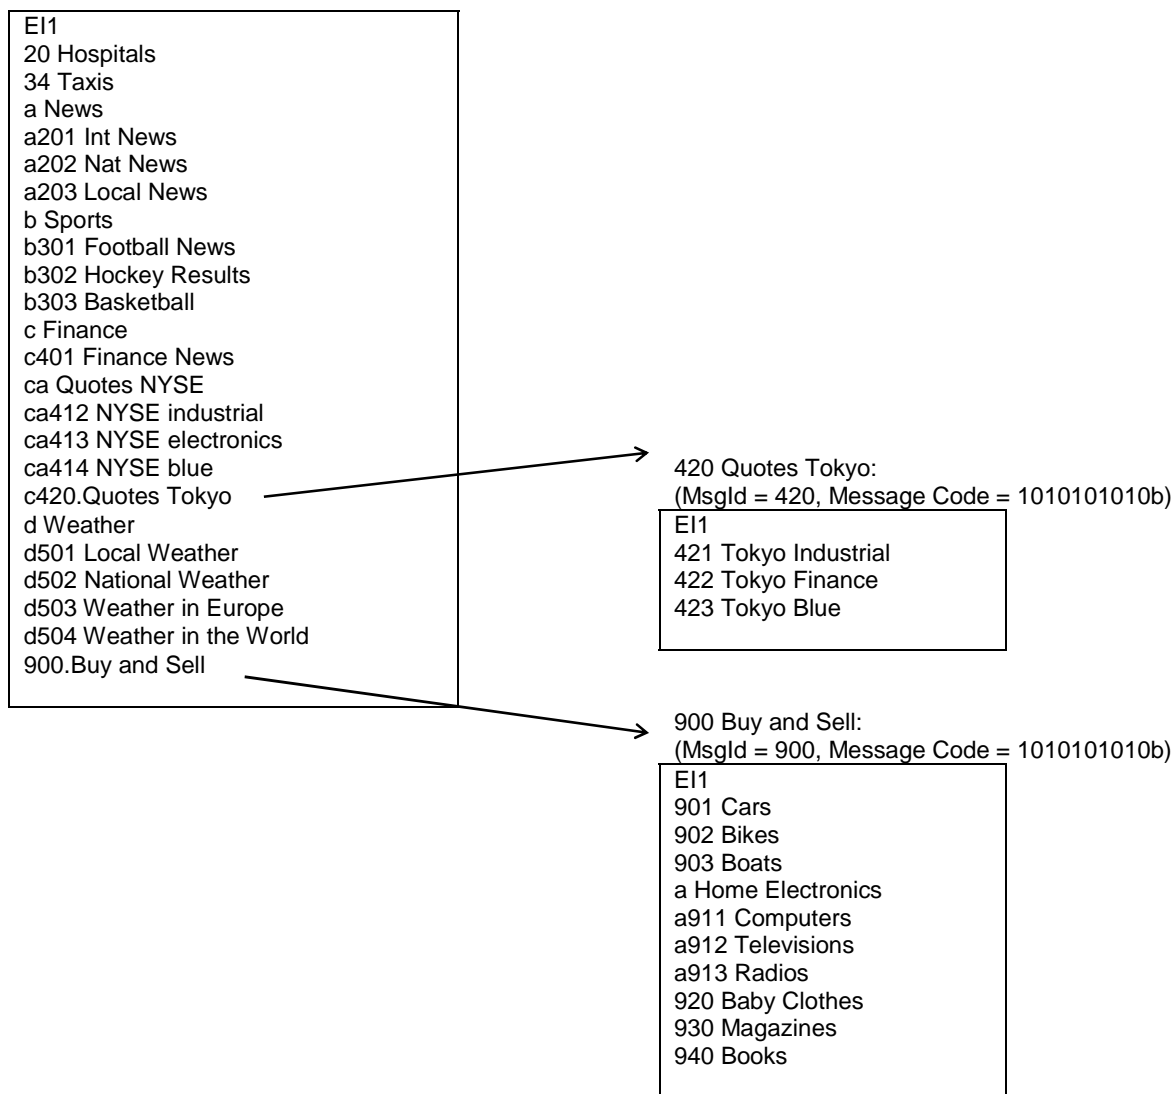 EI1
20 Hospitals
34 Taxis
a News
a201 Int News
a202 Nat News
a203 Local News
b Sports
b301 Football News
b302 Hockey Results
b303 Basketball
c Finance
c401 Finance News
ca Quotes NYSE
ca412 NYSE industrial
ca413 NYSE electronics
ca414 NYSE blue
c420.Quotes Tokyo
d Weather
d501 Local Weather
d502 National Weather
d503 Weather in Europe
d504 Weather in the World
900.Buy and Sell
420 Quotes Tokyo:
(MsgId = 420, Message Code = 1010101010b)
EI1
421 Tokyo Industrial
422 Tokyo Finance
423 Tokyo Blue
900 Buy and Sell:
(MsgId = 900, Message Code = 1010101010b)
EI1
901 Cars
902 Bikes
903 Boats
a Home Electronics
a911 Computers
a912 Televisions
a913 Radios
920 Baby Clothes
930 Magazines
940 Books